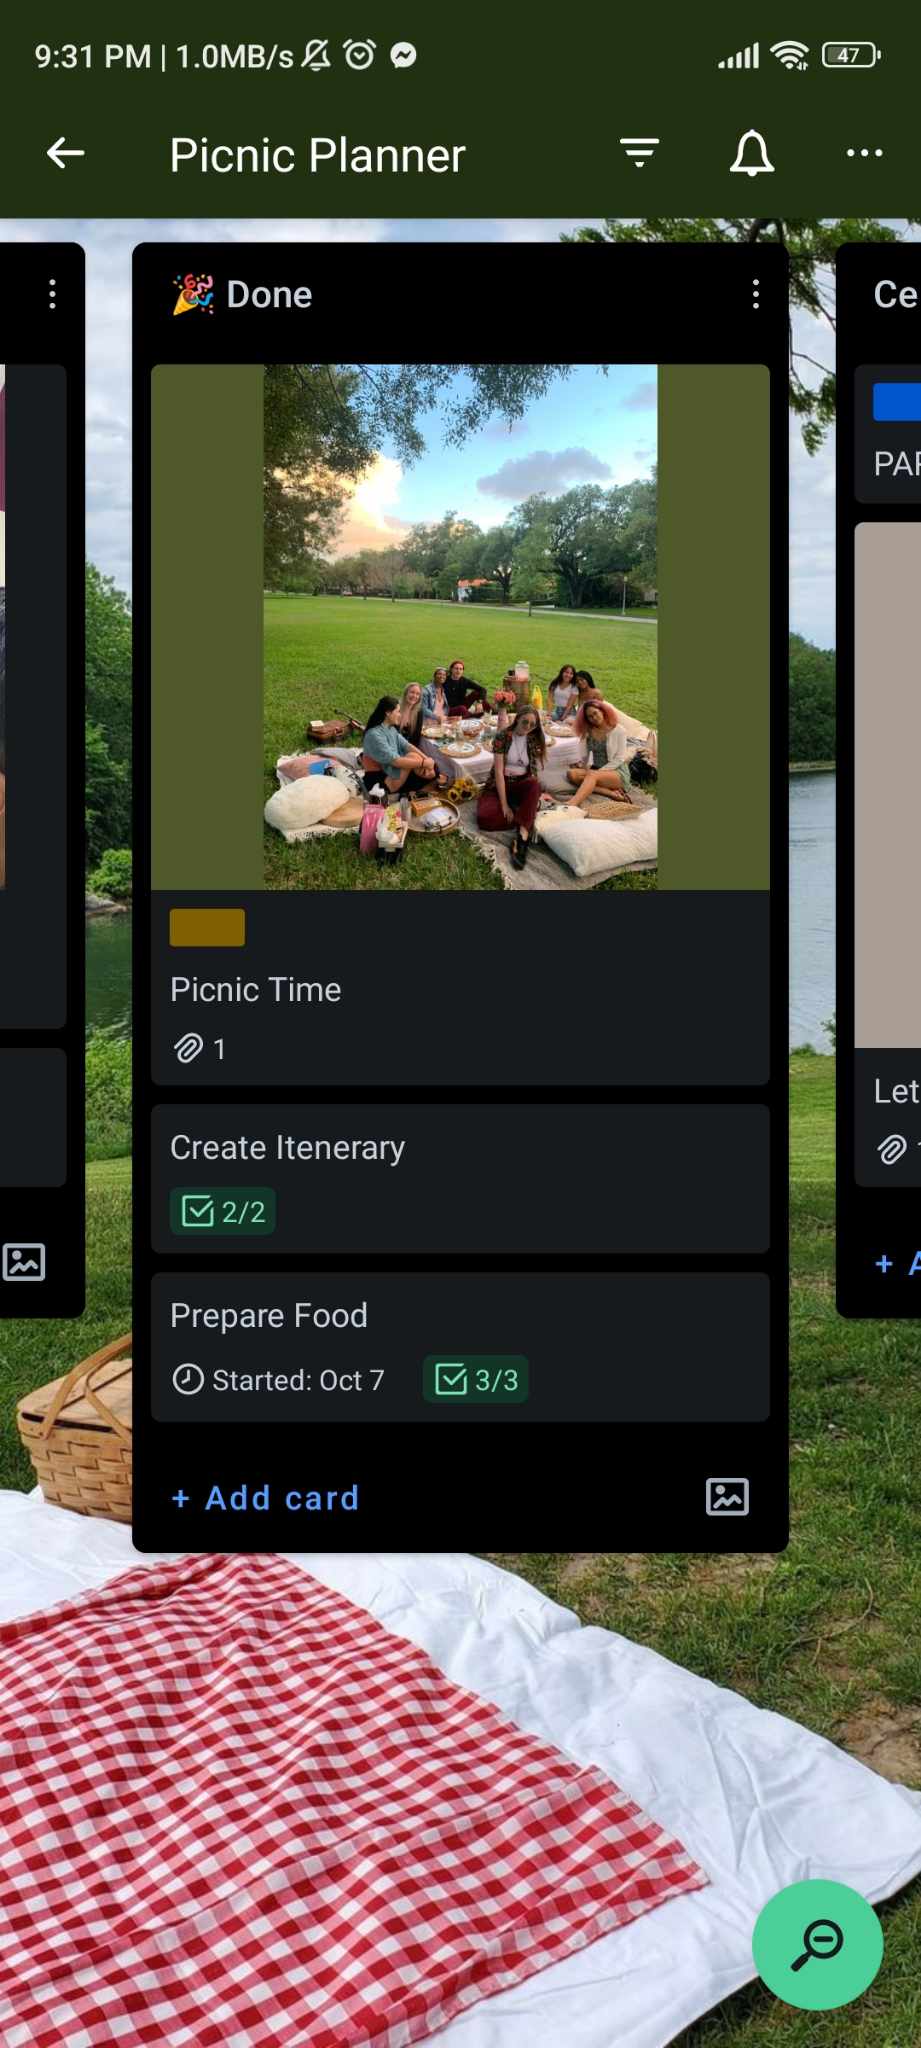 9:31 PM | 1.0MB/s
47
Picnic Planner
🎉 Done
Picnic Time
1
Create Itenerary
2/2
Prepare Food
Started: Oct 7
3/3
+ Add card
Ce
PAF
Let
+ A